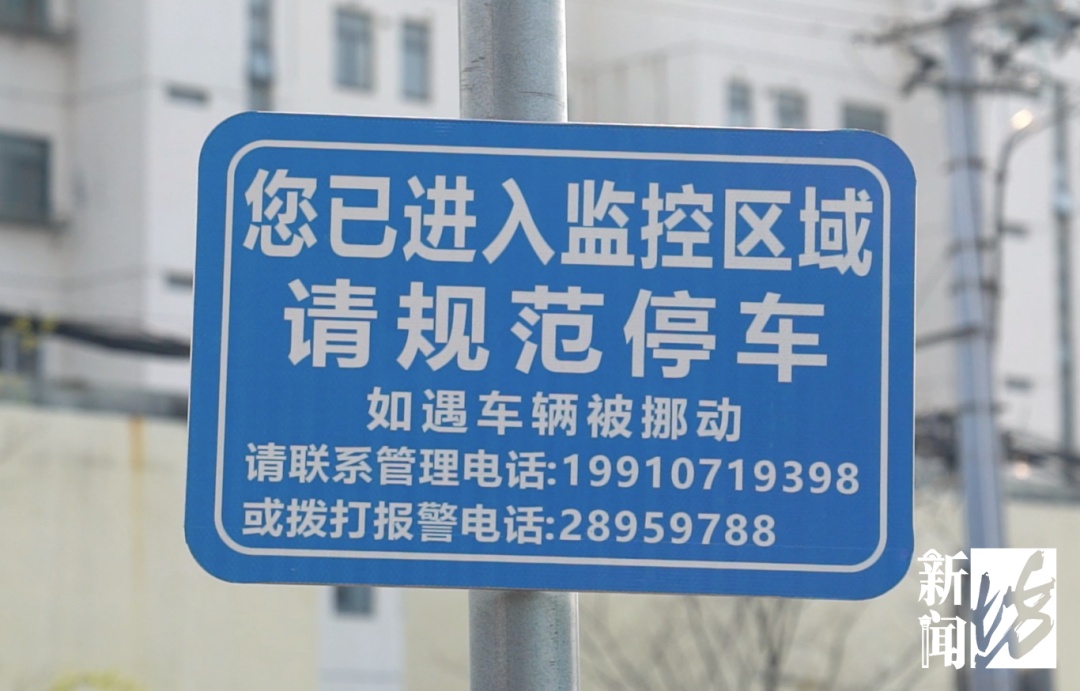 您已进入监控区域
请规范停车
如遇车辆被挪动
请联系管理电话:19910719398
或拨打报警电话:28959788
新闻坊